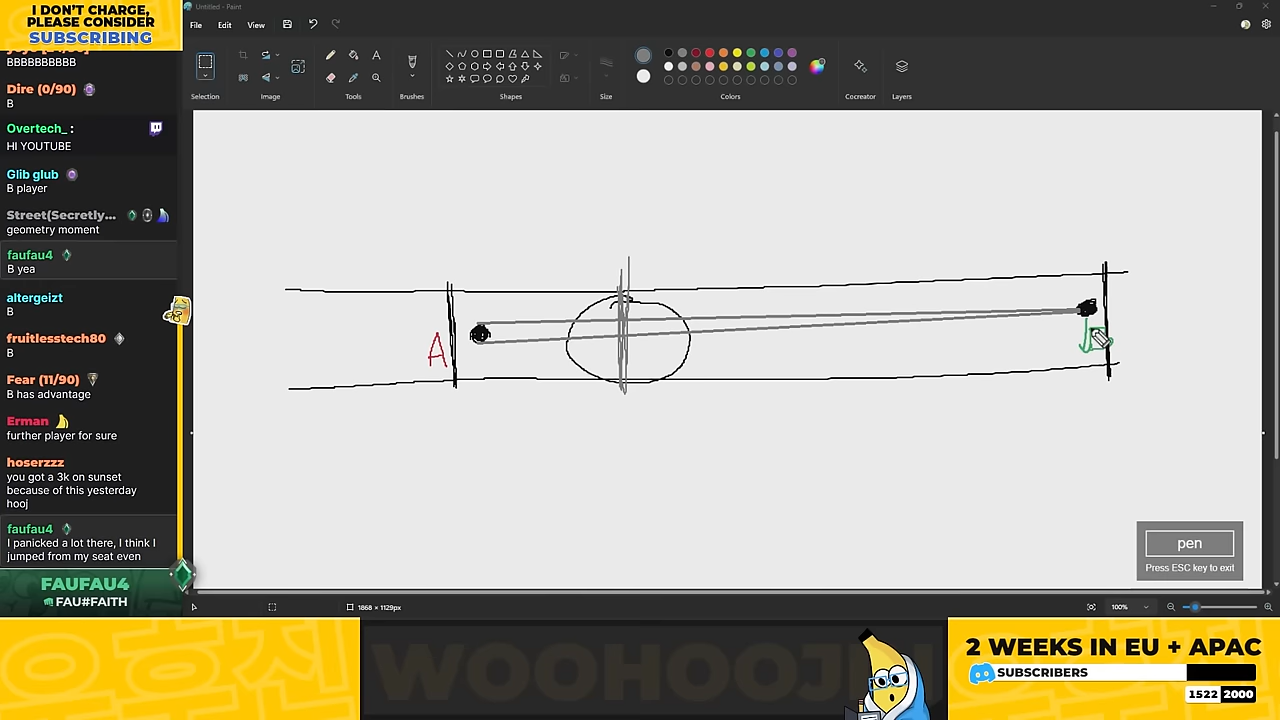 I DON'T CHARGE,
PLEASE CONSIDER
SUBSCRIBING
BBBBBBBBBB
Dire (0/90)
B
Overtech_ :
HI YOUTUBE
Glib glub
B player
Street(Secretly...
geometry moment
faufau4
B yea
altergeizt
B
fruitlesstech80
B
Fear (11/90)
B has advantage
Erman
further player for sure
hoserzzz
you got a 3k on sunset
because of this yesterday
hooj
faufau4
I panicked a lot there, I think I
jumped from my seat even
FAUFAU4
FAU#FAITH
Untitled - Paint
File Edit View
Selection Image Tools Brushes Shapes Size Colors Cocreator Layers
A
pen
Press ESC key to exit
1868 × 1129px
100%
WOOHOOJIN
2 WEEKS IN EU + APAC
SUBSCRIBERS
1522 2000